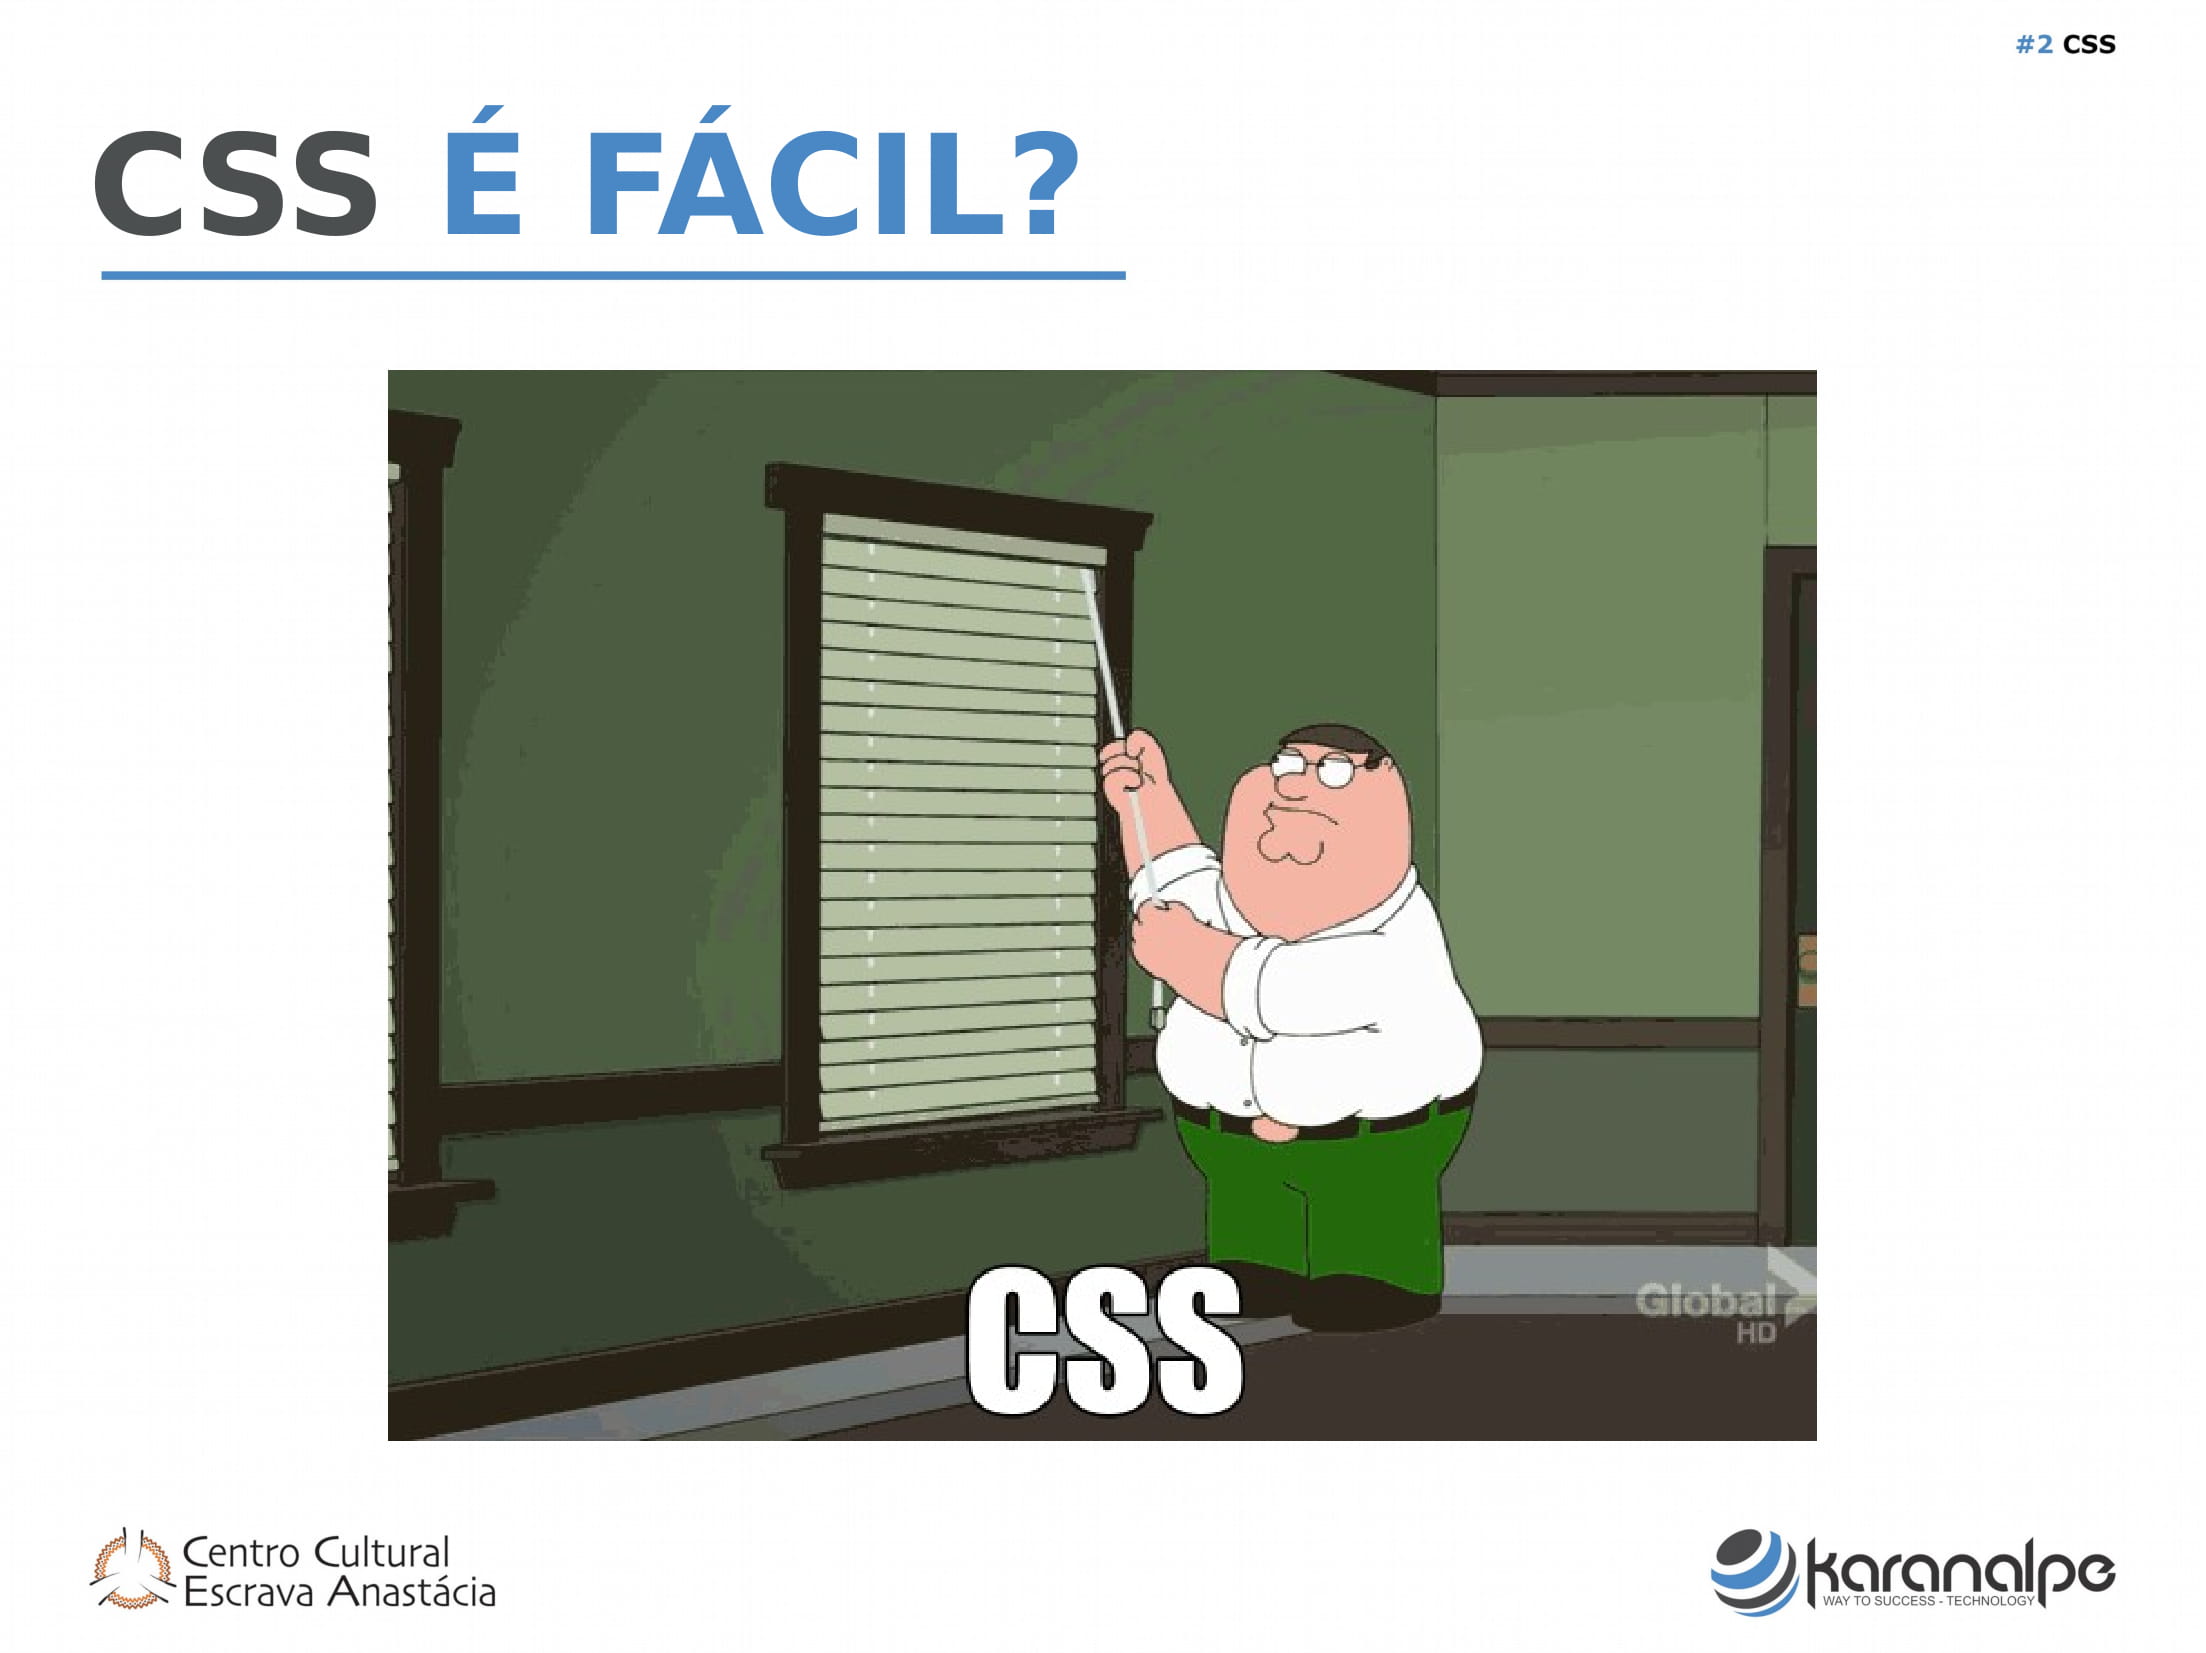 #2 CSS
CSS É FÁCIL?
CSS
Global
HD
Centro Cultural
Escrava Anastácia
karanalpe
WAY TO SUCCESS - TECHNOLOGY